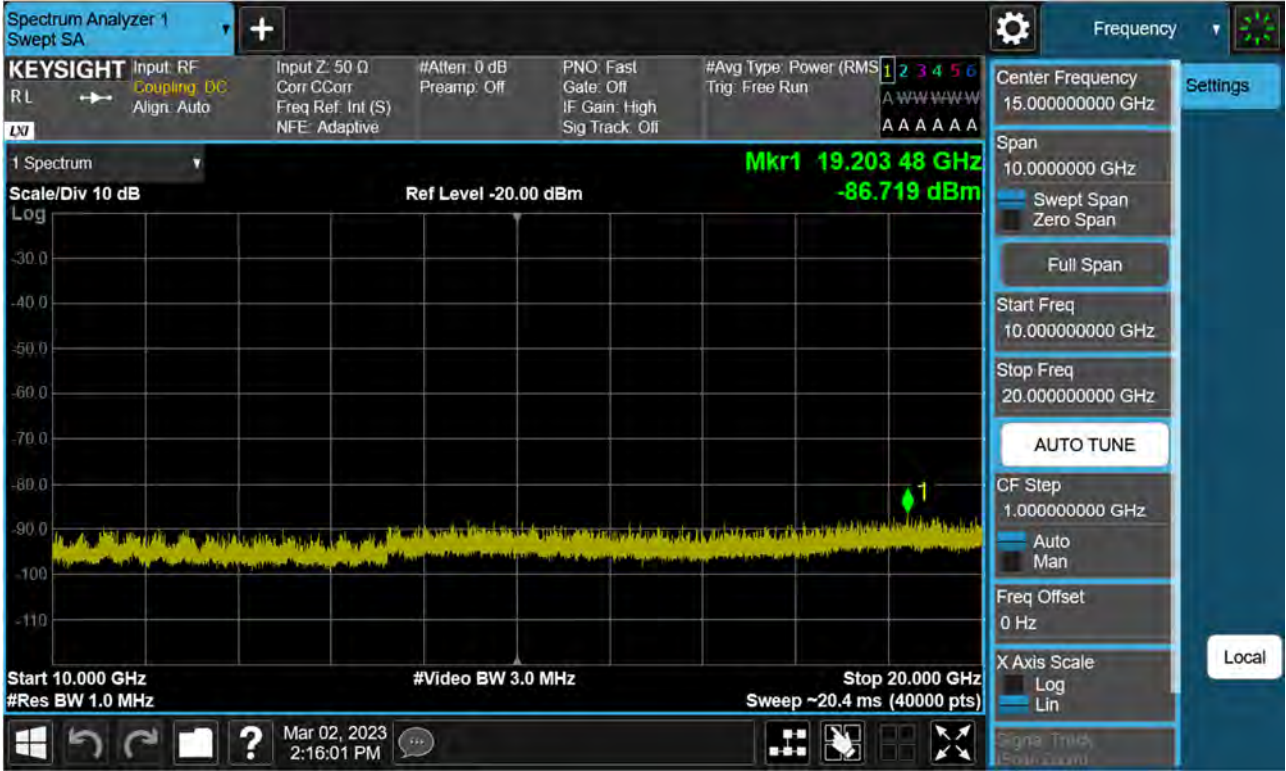 Spectrum Analyzer 1
Swept SA
+
Frequency
KEYSIGHT
R L
LXI
Input: RF
Coupling: DC
Align: Auto
Input Z: 50 Ω
Corr CCorr
Freq Ref: Int (S)
NFE: Adaptive
#Atten: 0 dB
Preamp: Off
PNO: Fast
Gate: Off
IF Gain: High
Sig Track: Off
#Avg Type: Power (RMS
Trig: Free Run
1 2 3 4 5 6
A W W W W W
A A A A A A
1 Spectrum
Scale/Div 10 dB
Ref Level -20.00 dBm
Mkr1 19.203 48 GHz
-86.719 dBm
Log
-30.0
-40.0
-50.0
-60.0
-70.0
-80.0
-90.0
-100
-110
1
Start 10.000 GHz
#Video BW 3.0 MHz
Stop 20.000 GHz
#Res BW 1.0 MHz
Sweep ~20.4 ms (40000 pts)
Center Frequency
15.000000000 GHz
Span
10.0000000 GHz
Swept Span
Zero Span
Full Span
Start Freq
10.000000000 GHz
Stop Freq
20.000000000 GHz
AUTO TUNE
CF Step
1.000000000 GHz
Auto
Man
Freq Offset
0 Hz
X Axis Scale
Log
Lin
Signal Track
(Span Zoom)
Settings
Local
?
Mar 02, 2023
2:16:01 PM